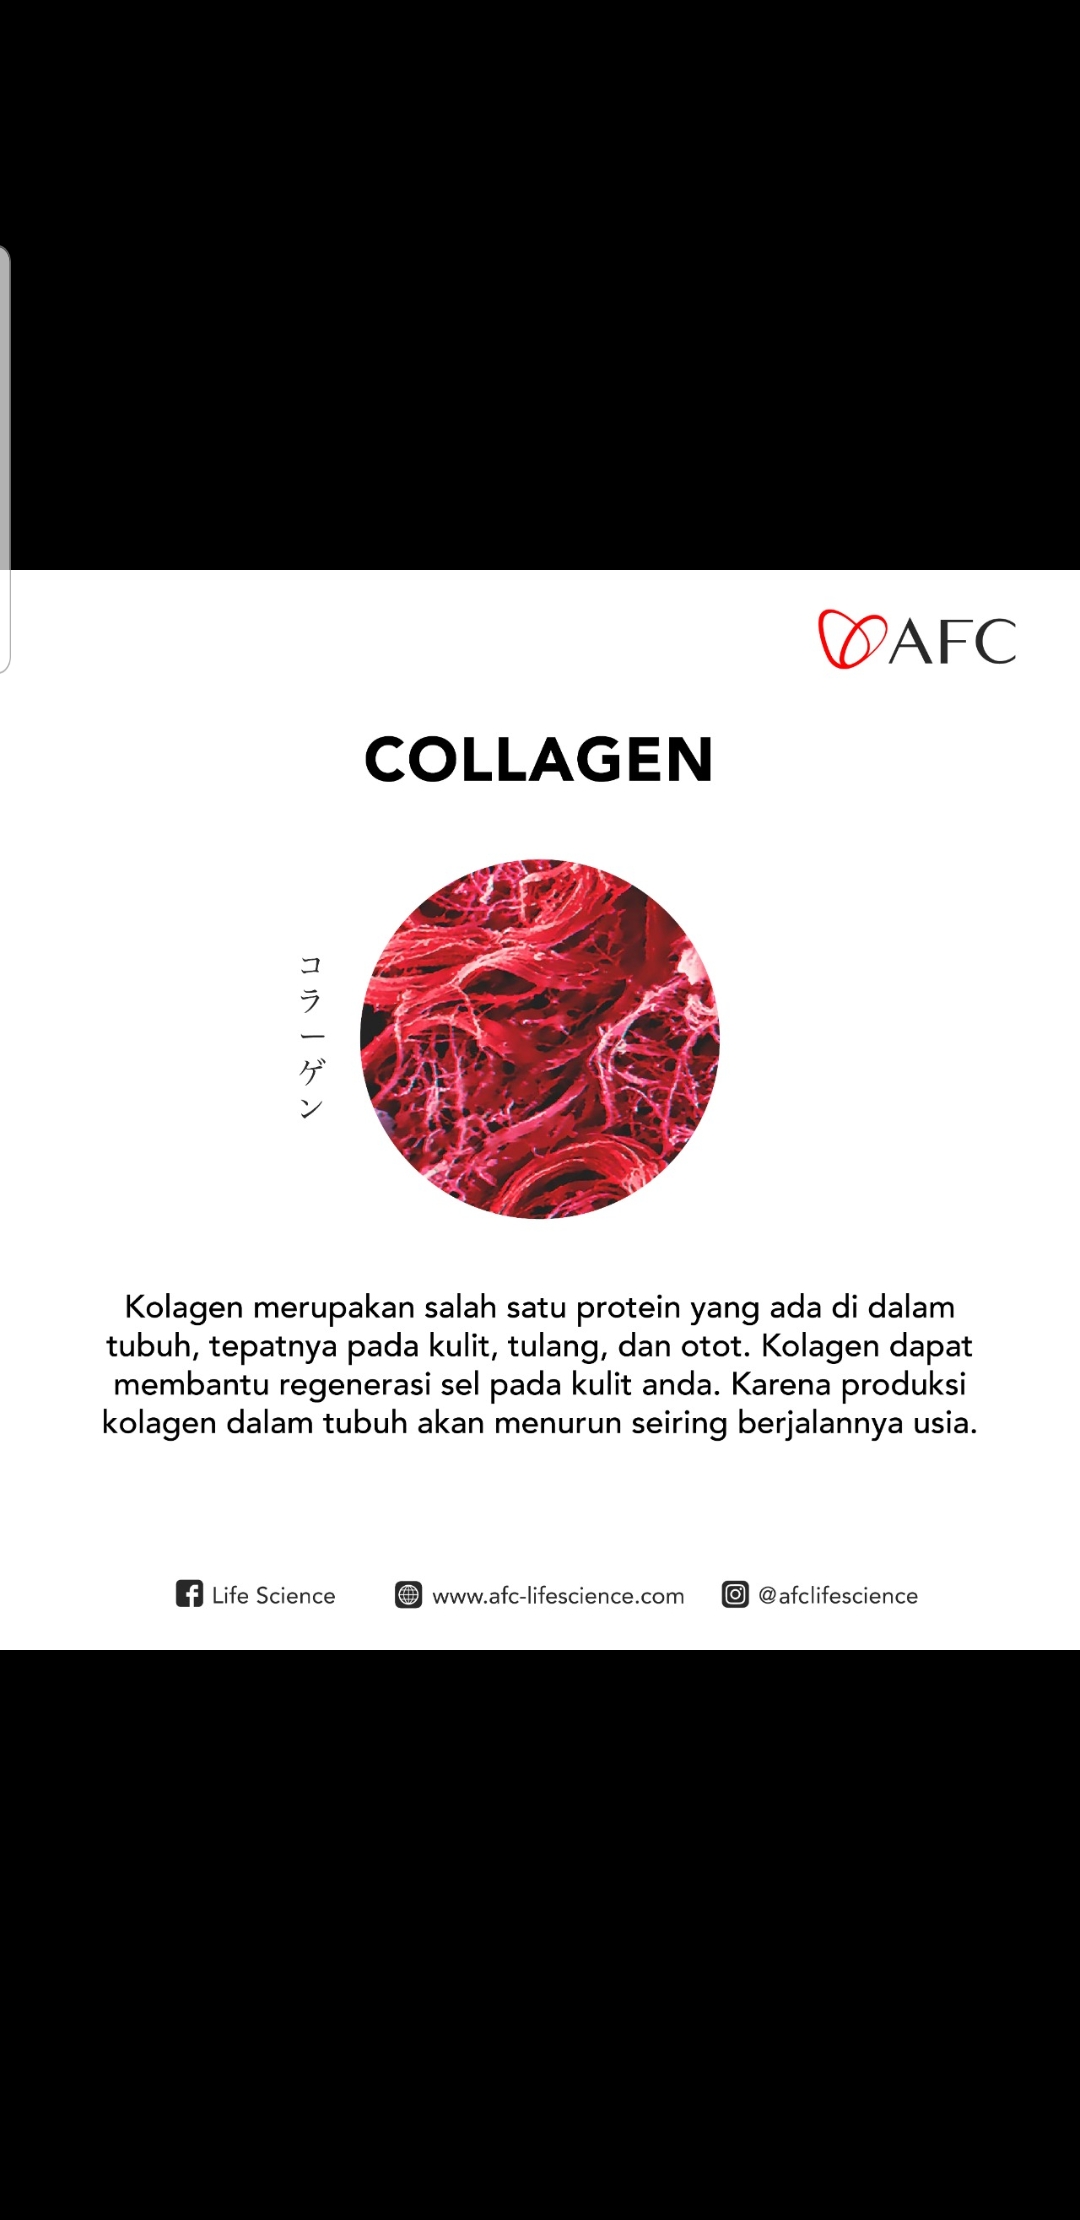 AFC
COLLAGEN
コラーゲン
Kolagen merupakan salah satu protein yang ada di dalam
tubuh, tepatnya pada kulit, tulang, dan otot. Kolagen dapat
membantu regenerasi sel pada kulit anda. Karena produksi
kolagen dalam tubuh akan menurun seiring berjalannya usia.
Life Science www.afc-lifescience.com @afclifescience